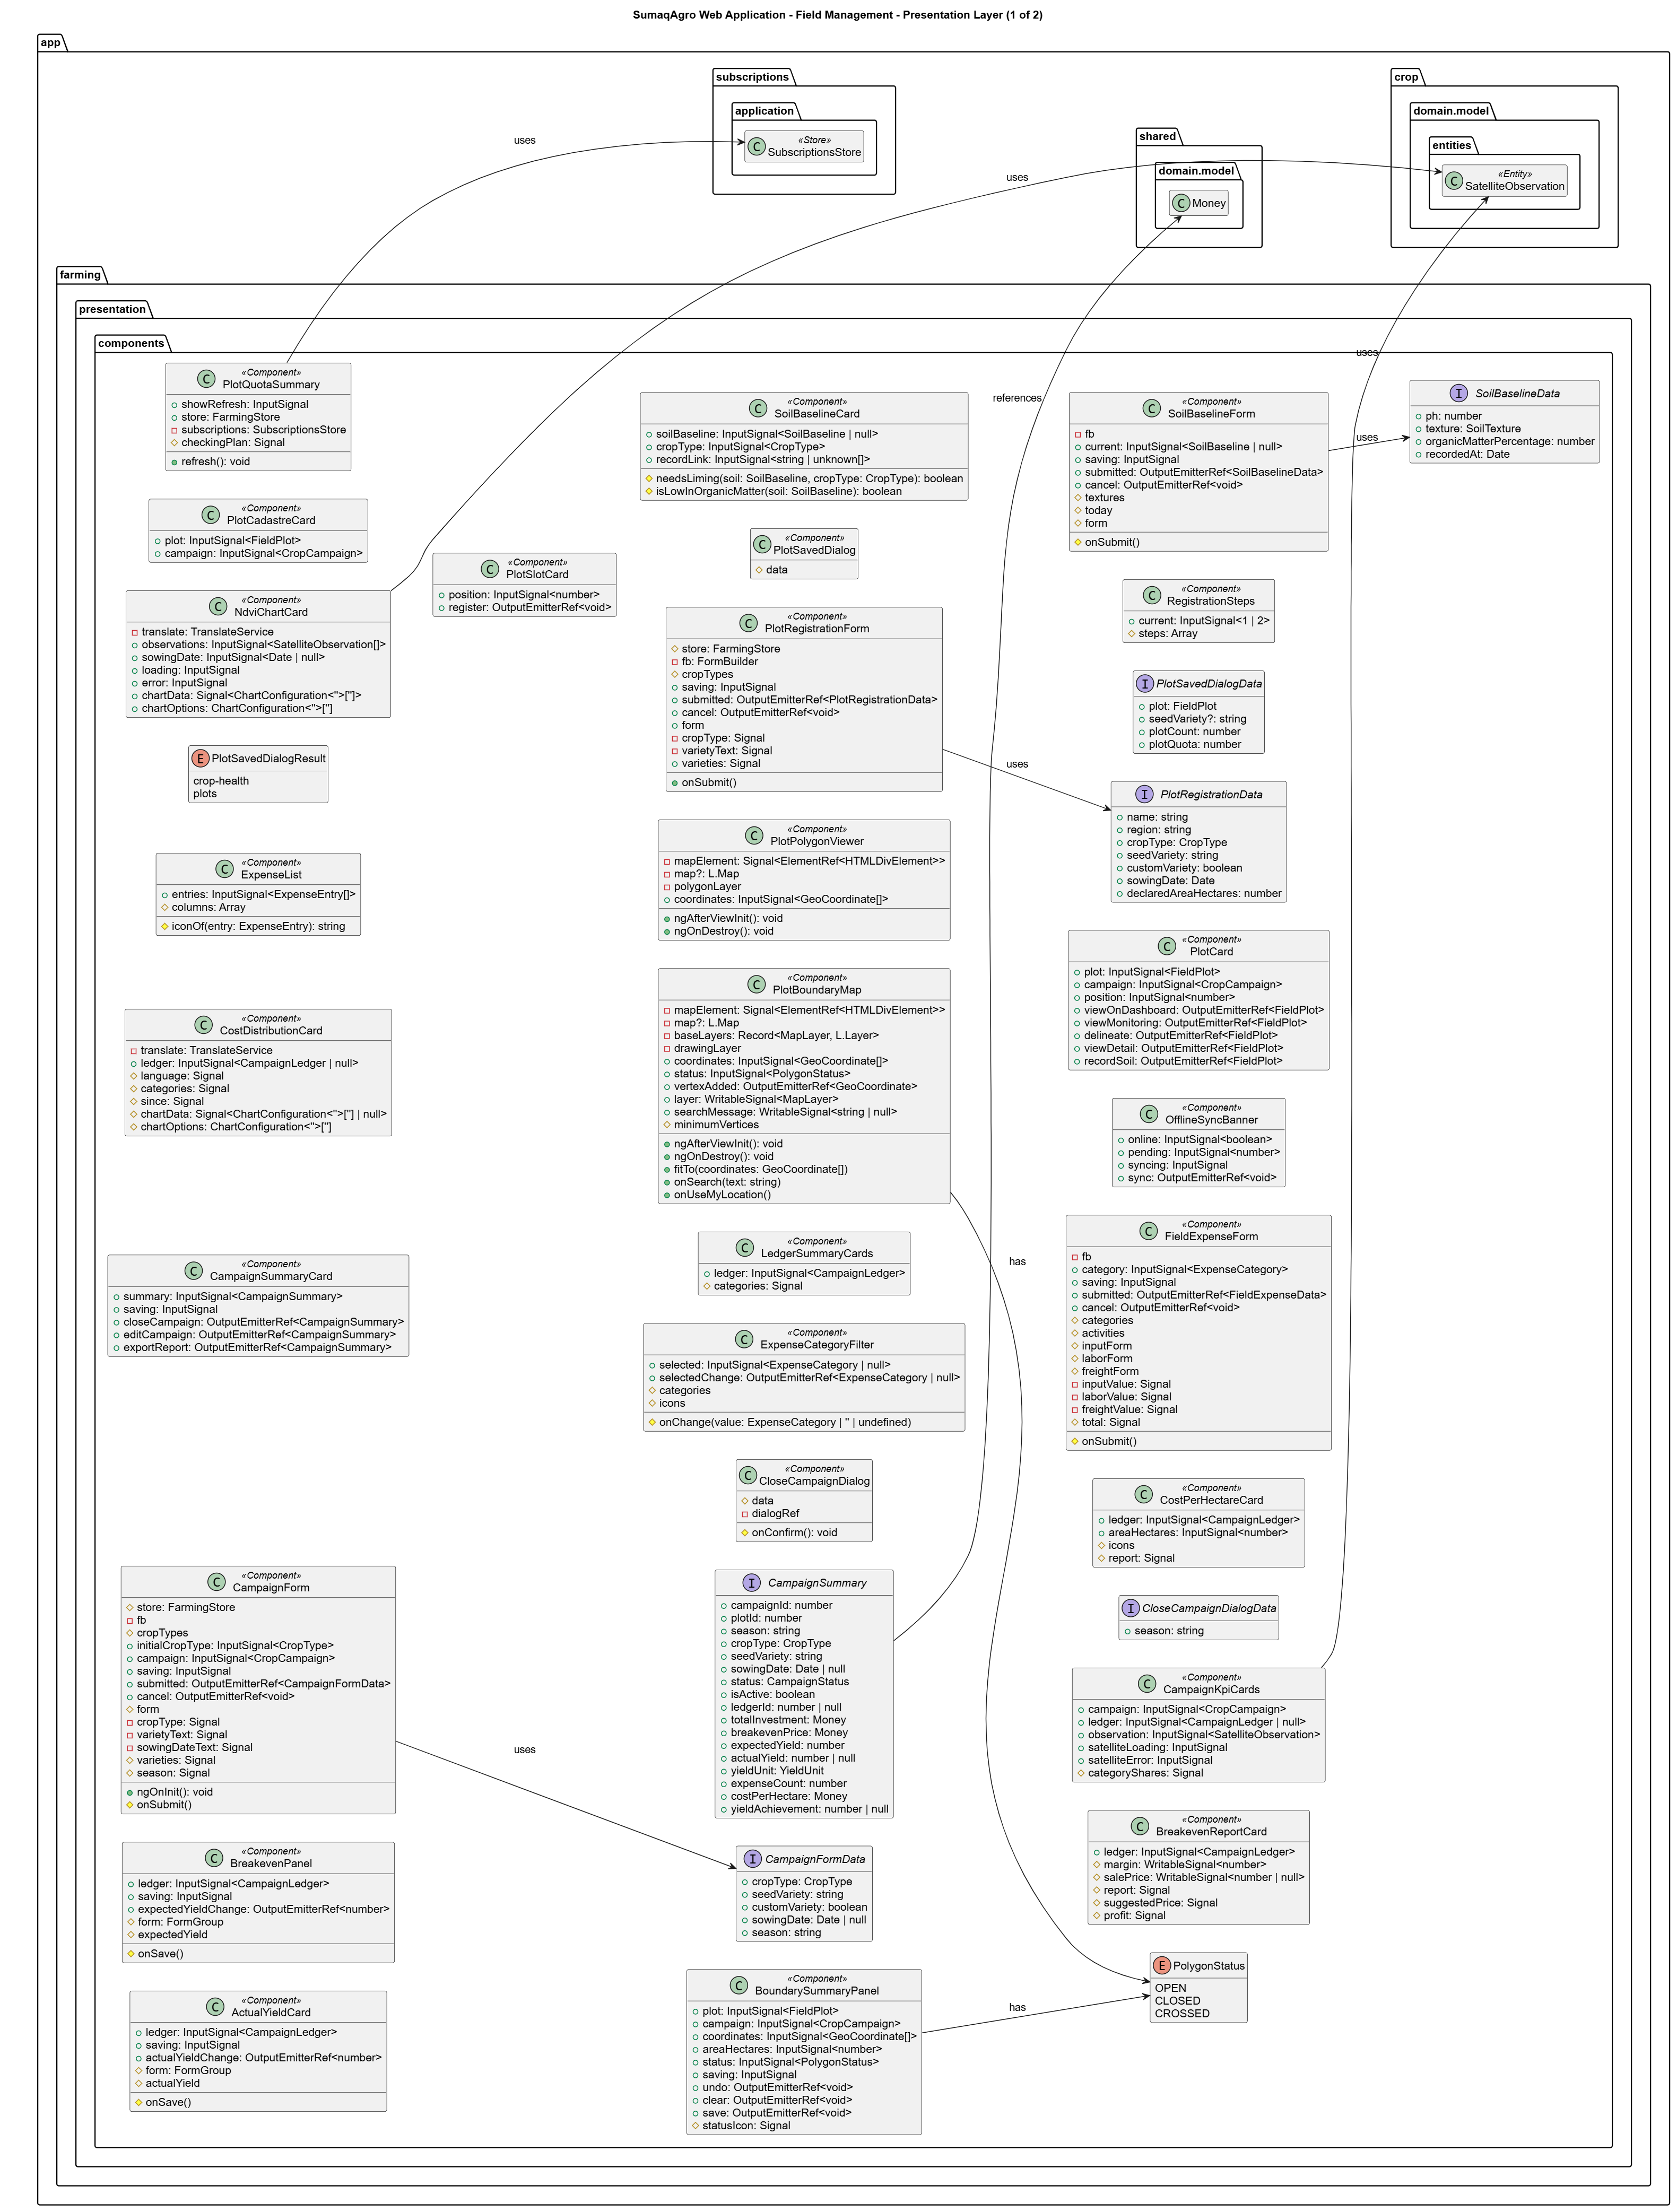 SumaqAgro Web Application - Field Management - Presentation Layer (1 of 2)
app
subscriptions
application
C
«Store»
SubscriptionsStore
shared
domain.model
C
Money
crop
domain.model
entities
C
«Entity»
SatelliteObservation
uses
uses
references
uses
farming
presentation
components
C
«Component»
PlotQuotaSummary
showRefresh: InputSignal
store: FarmingStore
subscriptions: SubscriptionsStore
checkingPlan: Signal
refresh(): void
C
«Component»
PlotCadastreCard
plot: InputSignal<FieldPlot>
campaign: InputSignal<CropCampaign>
C
«Component»
NdviChartCard
translate: TranslateService
observations: InputSignal<SatelliteObservation[]>
sowingDate: InputSignal<Date | null>
loading: InputSignal
error: InputSignal
chartData: Signal<ChartConfiguration<''>['']>
chartOptions: ChartConfiguration<''>['']
C
«Component»
PlotSlotCard
position: InputSignal<number>
register: OutputEmitterRef<void>
E
PlotSavedDialogResult
crop-health
plots
C
«Component»
ExpenseList
entries: InputSignal<ExpenseEntry[]>
columns: Array
iconOf(entry: ExpenseEntry): string
C
«Component»
CostDistributionCard
translate: TranslateService
ledger: InputSignal<CampaignLedger | null>
language: Signal
categories: Signal
since: Signal
chartData: Signal<ChartConfiguration<''>[''] | null>
chartOptions: ChartConfiguration<''>['']
C
«Component»
CampaignSummaryCard
summary: InputSignal<CampaignSummary>
saving: InputSignal
closeCampaign: OutputEmitterRef<CampaignSummary>
editCampaign: OutputEmitterRef<CampaignSummary>
exportReport: OutputEmitterRef<CampaignSummary>
C
«Component»
CampaignForm
store: FarmingStore
fb
cropTypes
initialCropType: InputSignal<CropType>
campaign: InputSignal<CropCampaign>
saving: InputSignal
submitted: OutputEmitterRef<CampaignFormData>
cancel: OutputEmitterRef<void>
form
cropType: Signal
varietyText: Signal
sowingDateText: Signal
varieties: Signal
season: Signal
ngOnInit(): void
onSubmit()
uses
C
«Component»
BreakevenPanel
ledger: InputSignal<CampaignLedger>
saving: InputSignal
expectedYieldChange: OutputEmitterRef<number>
form: FormGroup
expectedYield
onSave()
C
«Component»
ActualYieldCard
ledger: InputSignal<CampaignLedger>
saving: InputSignal
actualYieldChange: OutputEmitterRef<number>
form: FormGroup
actualYield
onSave()
C
«Component»
SoilBaselineCard
soilBaseline: InputSignal<SoilBaseline | null>
cropType: InputSignal<CropType>
recordLink: InputSignal<string | unknown[]>
needsLiming(soil: SoilBaseline, cropType: CropType): boolean
isLowInOrganicMatter(soil: SoilBaseline): boolean
C
«Component»
PlotSavedDialog
data
C
«Component»
PlotRegistrationForm
store: FarmingStore
fb: FormBuilder
cropTypes
saving: InputSignal
submitted: OutputEmitterRef<PlotRegistrationData>
cancel: OutputEmitterRef<void>
form
cropType: Signal
varietyText: Signal
varieties: Signal
onSubmit()
uses
C
«Component»
PlotPolygonViewer
mapElement: Signal<ElementRef<HTMLDivElement>>
map?: L.Map
polygonLayer
coordinates: InputSignal<GeoCoordinate[]>
ngAfterViewInit(): void
ngOnDestroy(): void
C
«Component»
PlotBoundaryMap
mapElement: Signal<ElementRef<HTMLDivElement>>
map?: L.Map
baseLayers: Record<MapLayer, L.Layer>
drawingLayer
coordinates: InputSignal<GeoCoordinate[]>
status: InputSignal<PolygonStatus>
vertexAdded: OutputEmitterRef<GeoCoordinate>
layer: WritableSignal<MapLayer>
searchMessage: WritableSignal<string | null>
minimumVertices
ngAfterViewInit(): void
ngOnDestroy(): void
fitTo(coordinates: GeoCoordinate[])
onSearch(text: string)
onUseMyLocation()
has
C
«Component»
LedgerSummaryCards
ledger: InputSignal<CampaignLedger>
categories: Signal
C
«Component»
ExpenseCategoryFilter
selected: InputSignal<ExpenseCategory | null>
selectedChange: OutputEmitterRef<ExpenseCategory | null>
categories
icons
onChange(value: ExpenseCategory | '' | undefined)
C
«Component»
CloseCampaignDialog
data
dialogRef
onConfirm(): void
I
CampaignSummary
campaignId: number
plotId: number
season: string
cropType: CropType
seedVariety: string
sowingDate: Date | null
status: CampaignStatus
isActive: boolean
ledgerId: number | null
totalInvestment: Money
breakevenPrice: Money
expectedYield: number
actualYield: number | null
yieldUnit: YieldUnit
expenseCount: number
costPerHectare: Money
yieldAchievement: number | null
I
CampaignFormData
cropType: CropType
seedVariety: string
customVariety: boolean
sowingDate: Date | null
season: string
C
«Component»
BoundarySummaryPanel
plot: InputSignal<FieldPlot>
campaign: InputSignal<CropCampaign>
coordinates: InputSignal<GeoCoordinate[]>
areaHectares: InputSignal<number>
status: InputSignal<PolygonStatus>
saving: InputSignal
undo: OutputEmitterRef<void>
clear: OutputEmitterRef<void>
save: OutputEmitterRef<void>
statusIcon: Signal
has
C
«Component»
SoilBaselineForm
fb
current: InputSignal<SoilBaseline | null>
saving: InputSignal
submitted: OutputEmitterRef<SoilBaselineData>
cancel: OutputEmitterRef<void>
textures
today
form
onSubmit()
uses
I
SoilBaselineData
ph: number
texture: SoilTexture
organicMatterPercentage: number
recordedAt: Date
C
«Component»
RegistrationSteps
current: InputSignal<1 | 2>
steps: Array
I
PlotSavedDialogData
plot: FieldPlot
seedVariety?: string
plotCount: number
plotQuota: number
I
PlotRegistrationData
name: string
region: string
cropType: CropType
seedVariety: string
customVariety: boolean
sowingDate: Date
declaredAreaHectares: number
C
«Component»
PlotCard
plot: InputSignal<FieldPlot>
campaign: InputSignal<CropCampaign>
position: InputSignal<number>
viewOnDashboard: OutputEmitterRef<FieldPlot>
viewMonitoring: OutputEmitterRef<FieldPlot>
delineate: OutputEmitterRef<FieldPlot>
viewDetail: OutputEmitterRef<FieldPlot>
recordSoil: OutputEmitterRef<FieldPlot>
C
«Component»
OfflineSyncBanner
online: InputSignal<boolean>
pending: InputSignal<number>
syncing: InputSignal
sync: OutputEmitterRef<void>
C
«Component»
FieldExpenseForm
fb
category: InputSignal<ExpenseCategory>
saving: InputSignal
submitted: OutputEmitterRef<FieldExpenseData>
cancel: OutputEmitterRef<void>
categories
activities
inputForm
laborForm
freightForm
inputValue: Signal
laborValue: Signal
freightValue: Signal
total: Signal
onSubmit()
C
«Component»
CostPerHectareCard
ledger: InputSignal<CampaignLedger>
areaHectares: InputSignal<number>
icons
report: Signal
I
CloseCampaignDialogData
season: string
C
«Component»
CampaignKpiCards
campaign: InputSignal<CropCampaign>
ledger: InputSignal<CampaignLedger | null>
observation: InputSignal<SatelliteObservation>
satelliteLoading: InputSignal
satelliteError: InputSignal
categoryShares: Signal
C
«Component»
BreakevenReportCard
ledger: InputSignal<CampaignLedger>
margin: WritableSignal<number>
salePrice: WritableSignal<number | null>
report: Signal
suggestedPrice: Signal
profit: Signal
E
PolygonStatus
OPEN
CLOSED
CROSSED